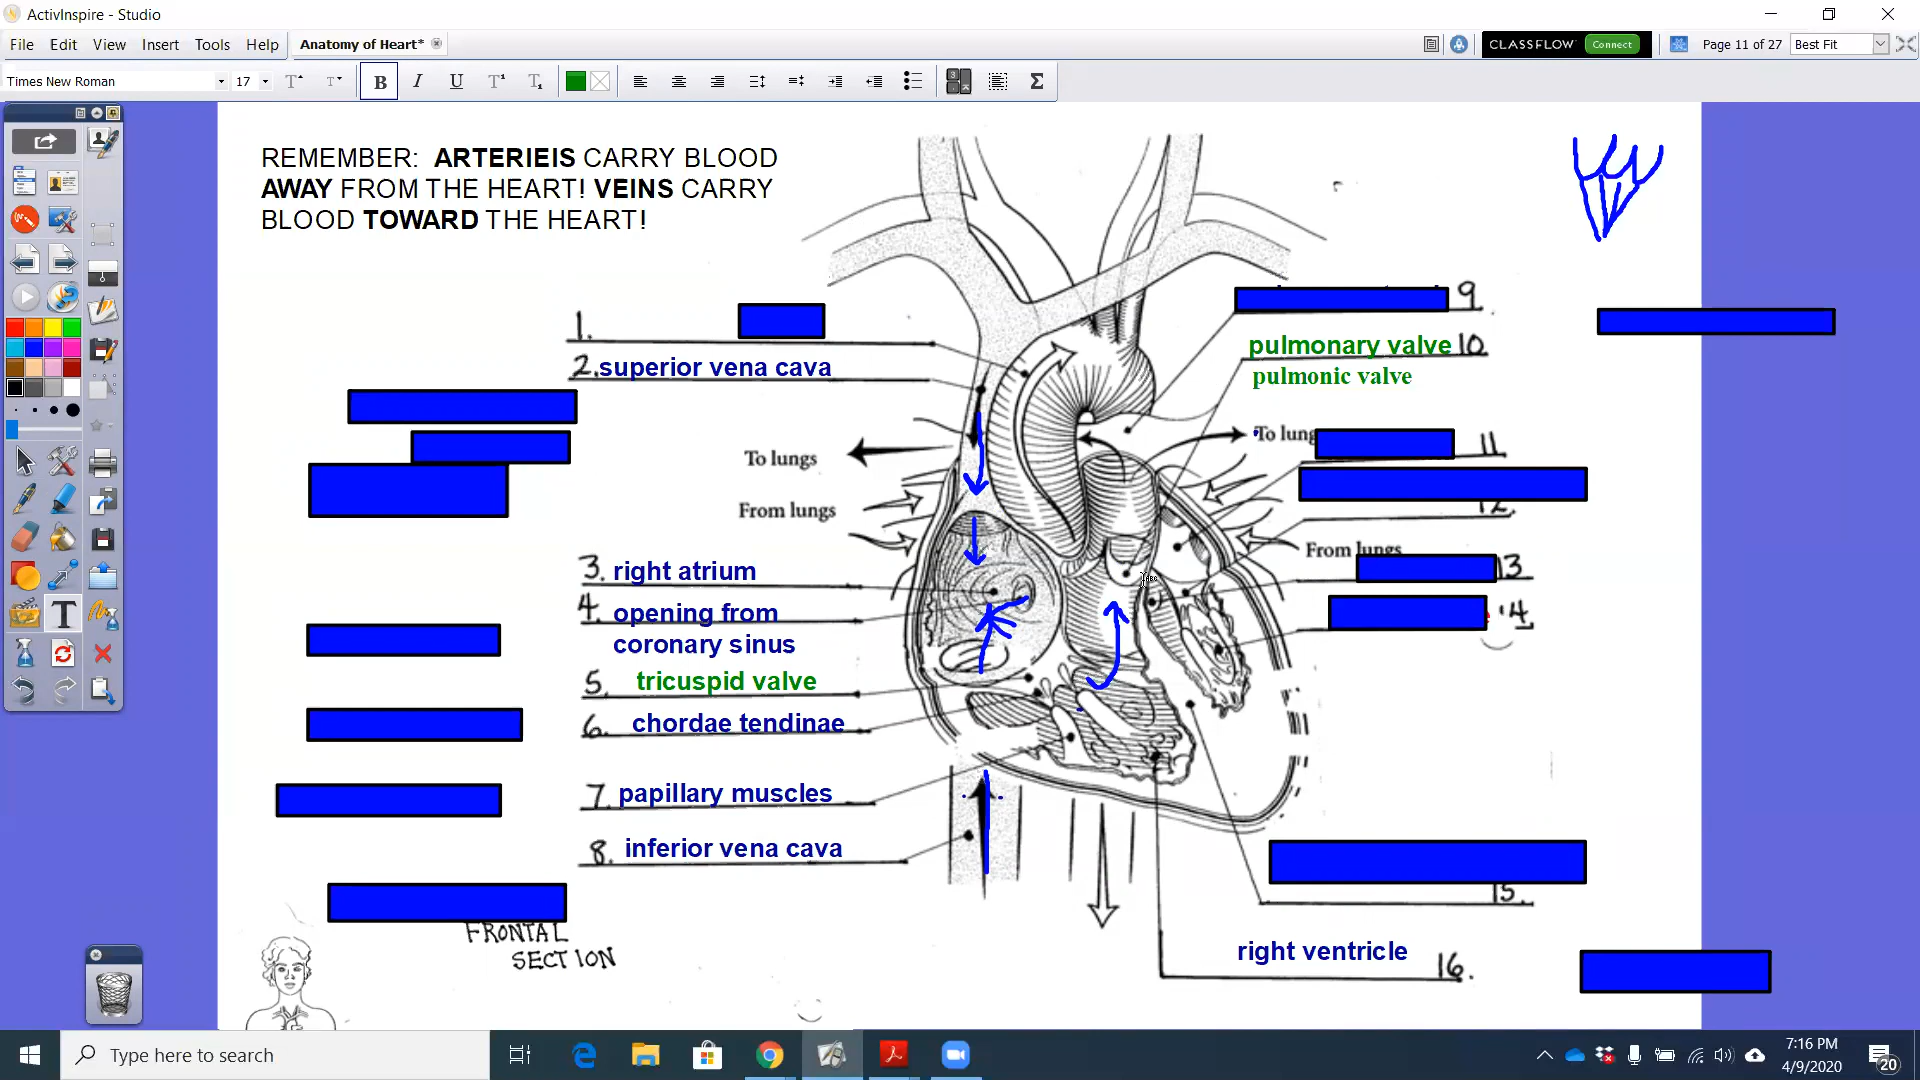 ActivInspire - Studio
File Edit View Insert Tools Help Anatomy of Heart*
CLASSFLOW Connect Page 11 of 27 Best Fit
Times New Roman 17 B I U
REMEMBER: ARTERIEIS CARRY BLOOD
AWAY FROM THE HEART! VEINS CARRY
BLOOD TOWARD THE HEART!
1.
2. superior vena cava
To lungs
From lungs
3. right atrium
4. opening from
coronary sinus
5. tricuspid valve
6. chordae tendinae
7. papillary muscles
8. inferior vena cava
FRONTAL
SECTION
9
pulmonary valve 10
pulmonic valve
To lung
11
12.
From lungs
13
14
15.
right ventricle 16.
Type here to search
7:16 PM
4/9/2020
20